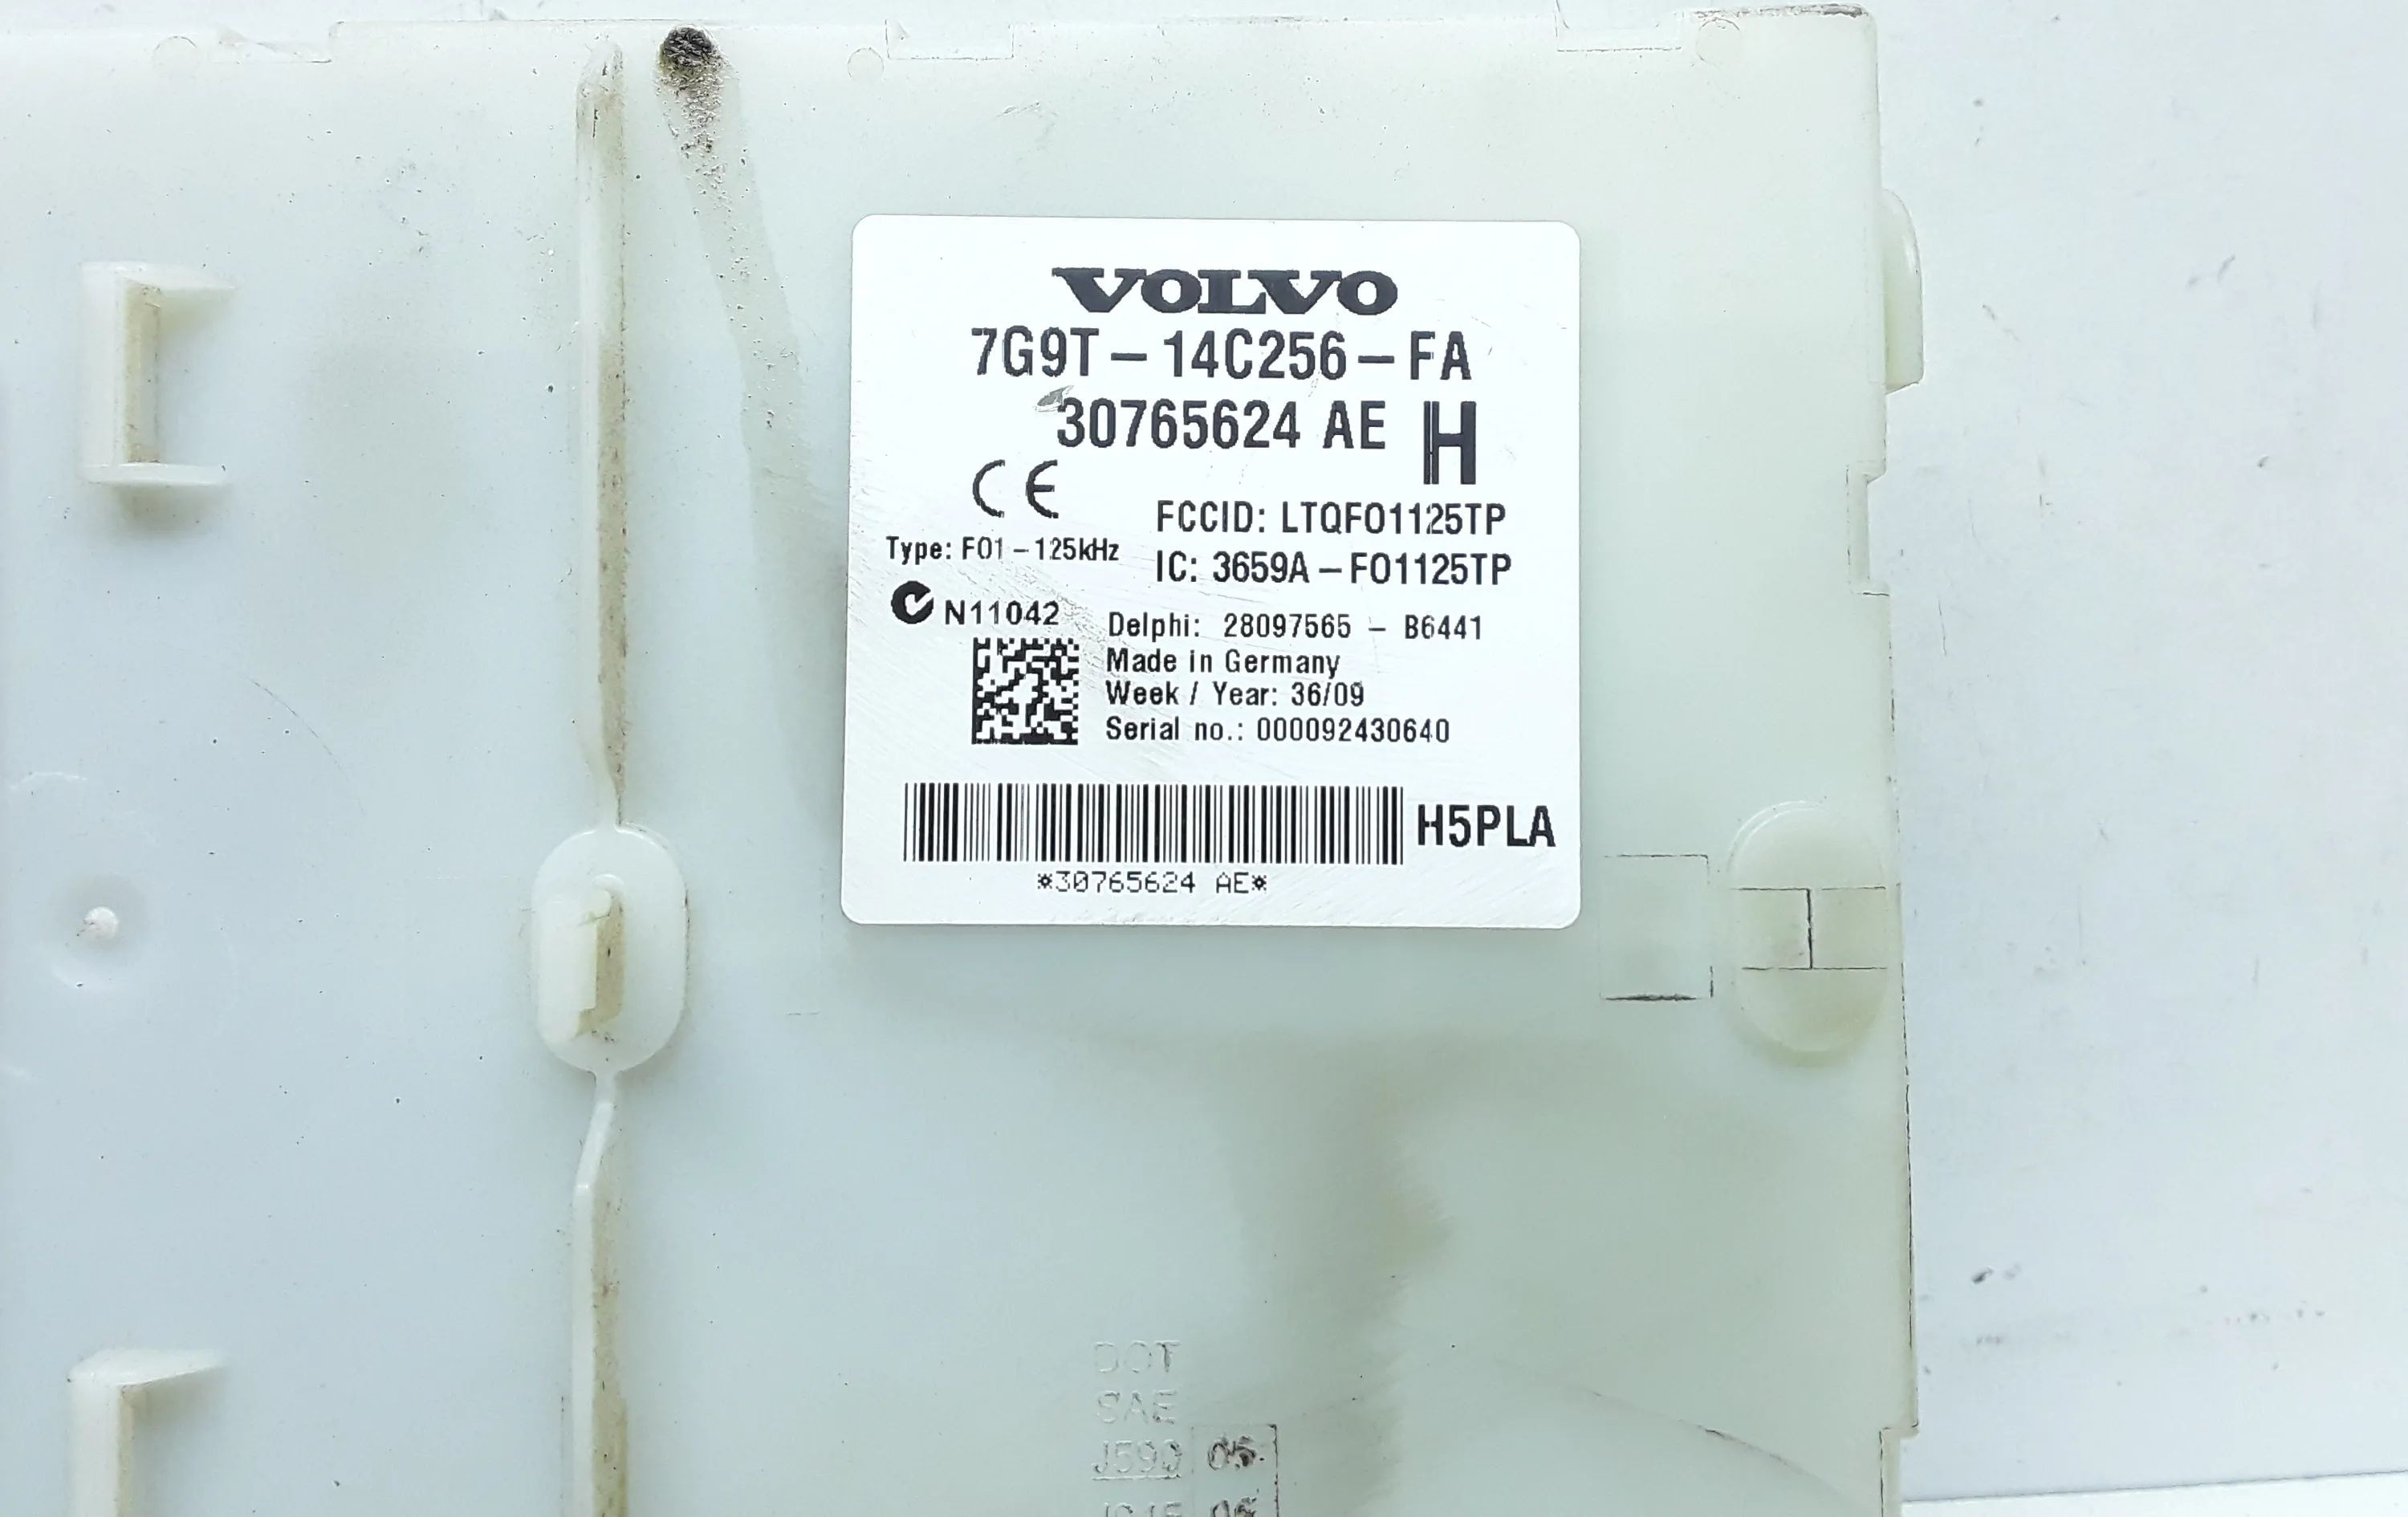 VOLVO
7G9T-14C256-FA
30765624 AE H
CE
FCCID: LTQF01125TP
Type: F01-125kHz
IC: 3659A-F01125TP
N11042
Delphi: 28097565 - B6441
Made in Germany
Week / Year: 36/09
Serial no.: 000092430640
H5PLA
*30765624 AE*
DOT
SAE
J590 05